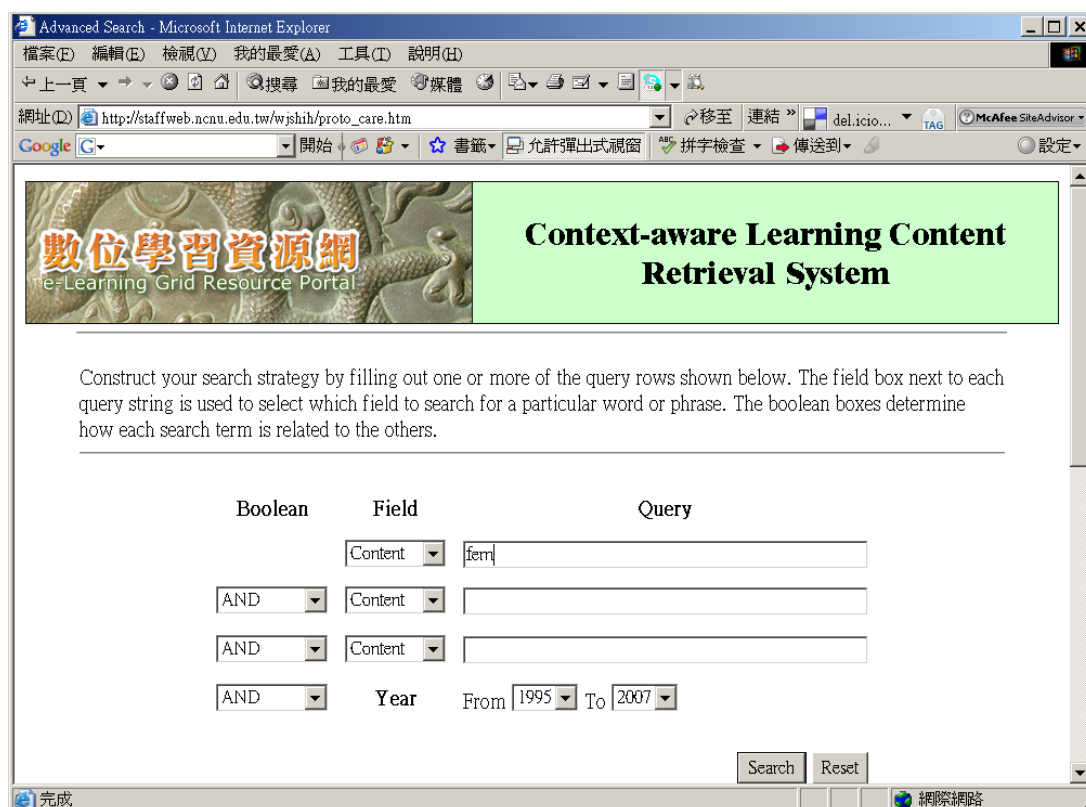 Advanced Search - Microsoft Internet Explorer
檔案(F) 編輯(E) 檢視(V) 我的最愛(A) 工具(T) 說明(H)
上一頁 搜尋 我的最愛 媒體
網址(D) http://staffweb.ncnu.edu.tw/wjshih/proto_care.htm 移至 連結 » del.icio... TAG McAfee SiteAdvisor
Google G 開始 書籤 允許彈出式視窗 ABC 拼字檢查 傳送到 設定
數位學習資源網
e-Learning Grid Resource Portal
Context-aware Learning Content
Retrieval System
Construct your search strategy by filling out one or more of the query rows shown below. The field box next to each
query string is used to select which field to search for a particular word or phrase. The boolean boxes determine
how each search term is related to the others.
Boolean Field Query
Content fern
AND Content
AND Content
AND Year From 1995 To 2007
Search Reset
完成 網際網路